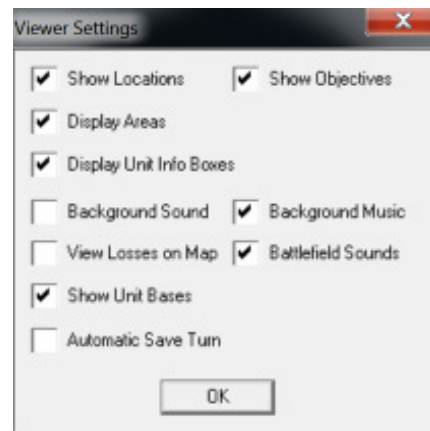 Viewer Settings
Show Locations Show Objectives
Display Areas
Display Unit Info Boxes
Background Sound Background Music
View Losses on Map Battlefield Sounds
Show Unit Bases
Automatic Save Turn
OK